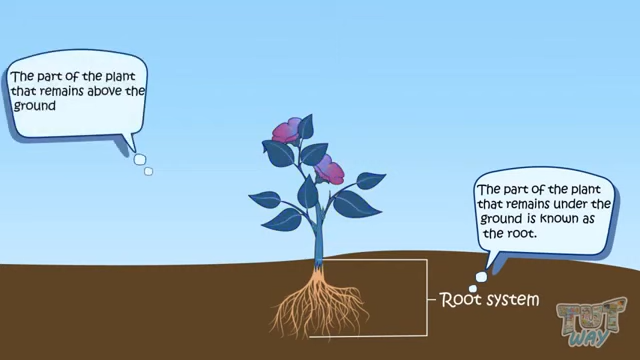 The part of the plant
that remains above the
ground
The part of the plant
that remains under the
ground is known as
the root.
Root system
TUT
WAY